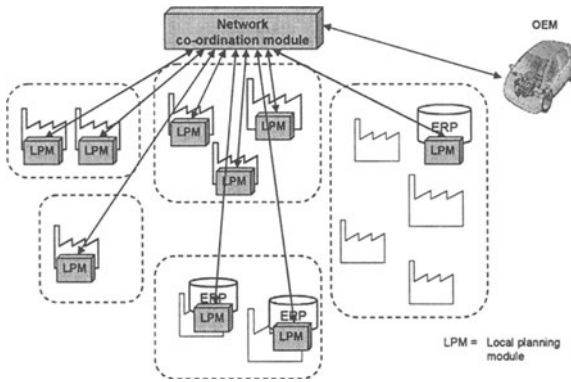 Network
co-ordination module
OEM
LPM
LPM
LPM
LPM
LPM
ERP
LPM
LPM
ERP
LPM
ERP
LPM
LPM = Local planning
module